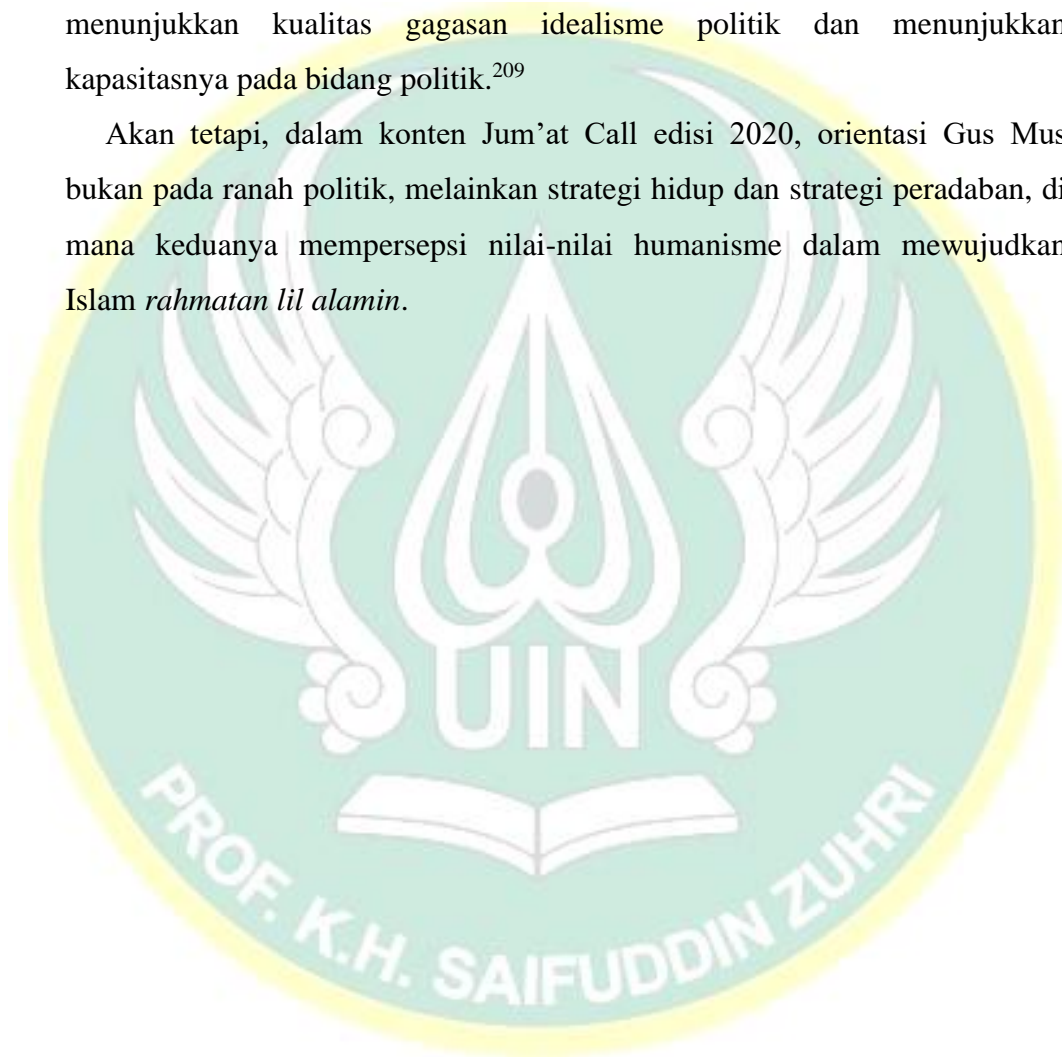 menunjukkan kualitas gagasan idealisme politik dan menunjukkan
kapasitasnya pada bidang politik.209
Akan tetapi, dalam konten Jum’at Call edisi 2020, orientasi Gus Mus
bukan pada ranah politik, melainkan strategi hidup dan strategi peradaban, di
mana keduanya mempersepsi nilai-nilai humanisme dalam mewujudkan
Islam rahmatan lil alamin.
UIN
PROF. K.H. SAIFUDDIN ZUHRI